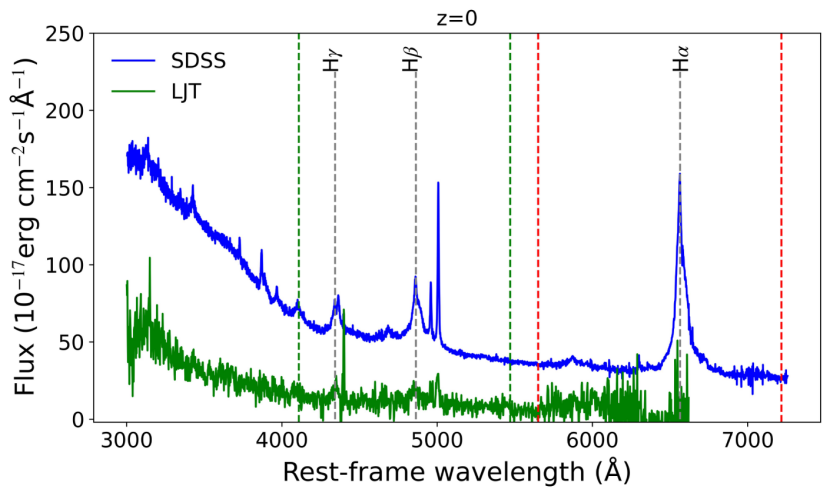 z=0
250
200
150
100
50
0
Flux (10⁻¹⁷erg cm⁻²s⁻¹Å⁻¹)
SDSS
LJT
Hγ
Hβ
Hα
3000 4000 5000 6000 7000
Rest-frame wavelength (Å)